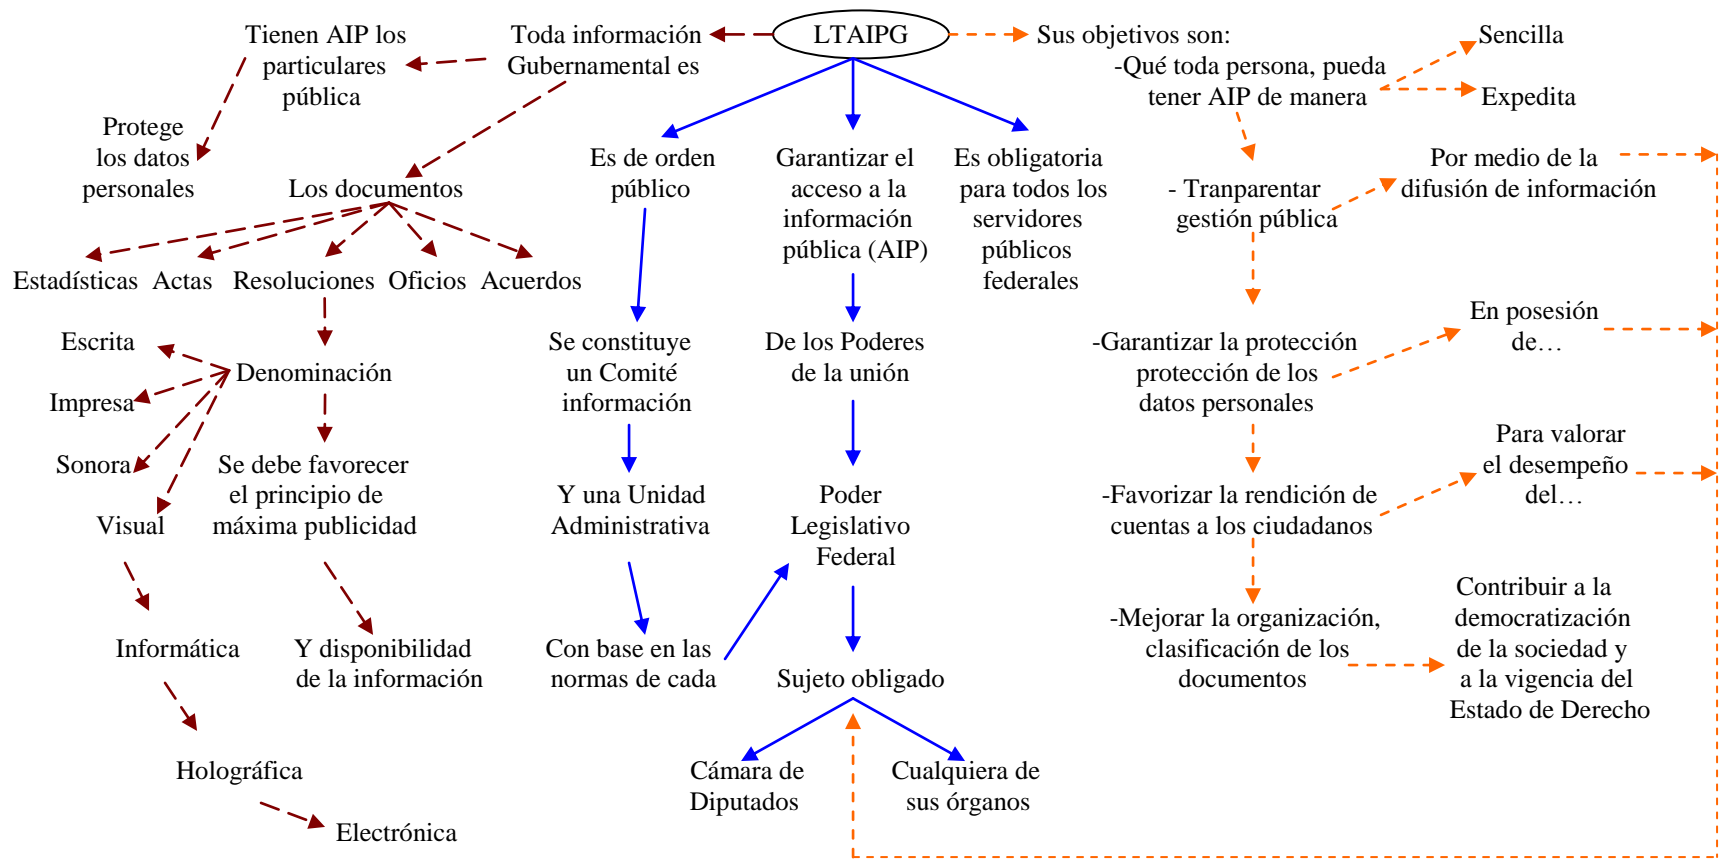 LTAIPG
Toda información
Gubernamental es
Tienen AIP los
particulares
pública
Protege
los datos
personales
Los documentos
Estadísticas
Actas
Resoluciones
Oficios
Acuerdos
Denominación
Escrita
Impresa
Sonora
Visual
Informática
Holográfica
Electrónica
Se debe favorecer
el principio de
máxima publicidad
Y disponibilidad
de la información
Es de orden
público
Se constituye
un Comité
información
Y una Unidad
Administrativa
Con base en las
normas de cada
Garantizar el
acceso a la
información
pública (AIP)
De los Poderes
de la unión
Poder
Legislativo
Federal
Sujeto obligado
Cámara de
Diputados
Cualquiera de
sus órganos
Es obligatoria
para todos los
servidores
públicos
federales
Sus objetivos son:
-Qué toda persona, pueda
tener AIP de manera
Sencilla
Expedita
- Tranparentar
gestión pública
Por medio de la
difusión de información
-Garantizar la protección
protección de los
datos personales
En posesión
de…
-Favorizar la rendición de
cuentas a los ciudadanos
Para valorar
el desempeño
del…
-Mejorar la organización,
clasificación de los
documentos
Contribuir a la
democratización
de la sociedad y
a la vigencia del
Estado de Derecho